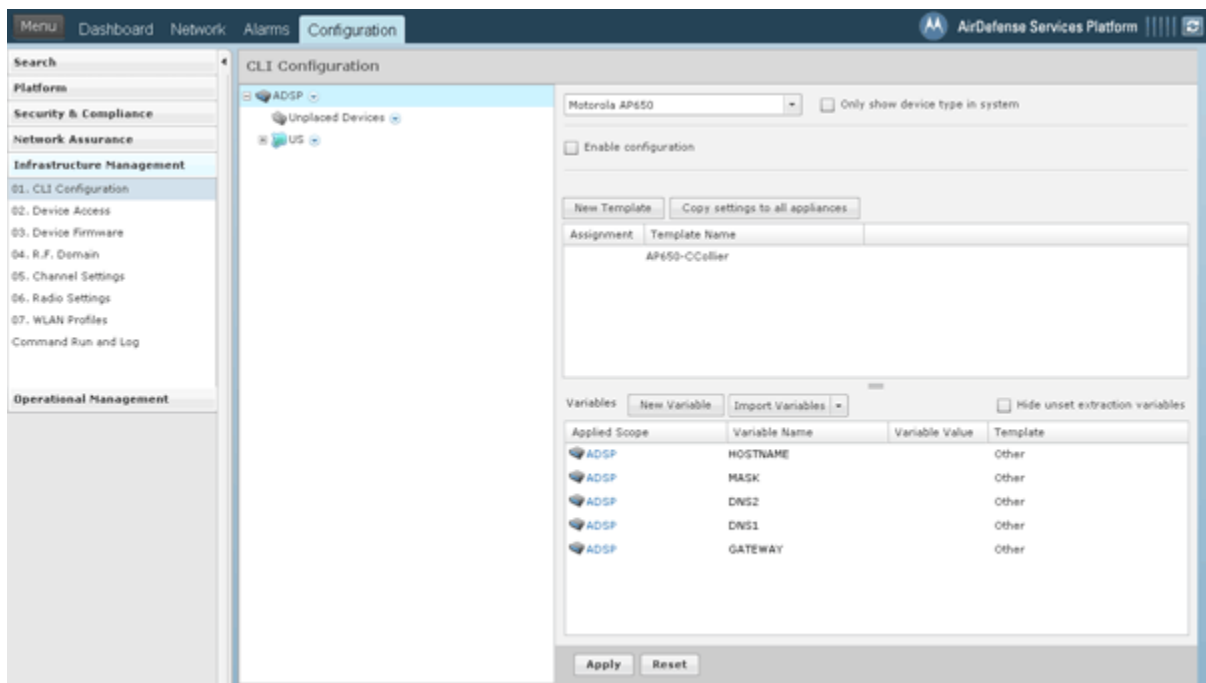 Menu Dashboard Network Alarms Configuration AirDefense Services Platform
Search
Platform
Security & Compliance
Network Assurance
Infrastructure Management
01. CLI Configuration
02. Device Access
03. Device Firmware
04. R.F. Domain
05. Channel Settings
06. Radio Settings
07. WLAN Profiles
Command Run and Log
Operational Management
CLI Configuration
ADSP
Unplaced Devices
US
Motorola AP650 Only show device type in system
Enable configuration
New Template Copy settings to all appliances
Assignment Template Name
AP650-CCollier
Variables New Variable Import Variables Hide unset extraction variables
Applied Scope Variable Name Variable Value Template
ADSP HOSTNAME Other
ADSP MASK Other
ADSP DNS2 Other
ADSP DNS1 Other
ADSP GATEWAY Other
Apply Reset